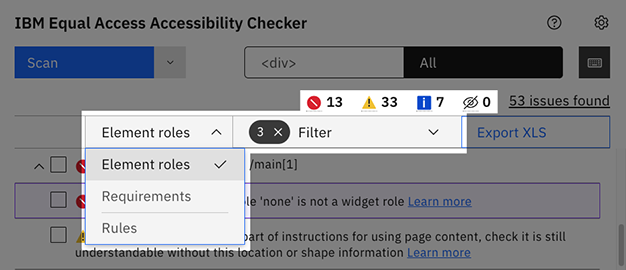 IBM Equal Access Accessibility Checker
Scan
<div>
All
13 33 7 0
53 issues found
Element roles
3 × Filter
Export XLS
Element roles
/main[1]
Requirements
le 'none' is not a widget role Learn more
Rules
part of instructions for using page content, check it is still
understandable without this location or shape information Learn more